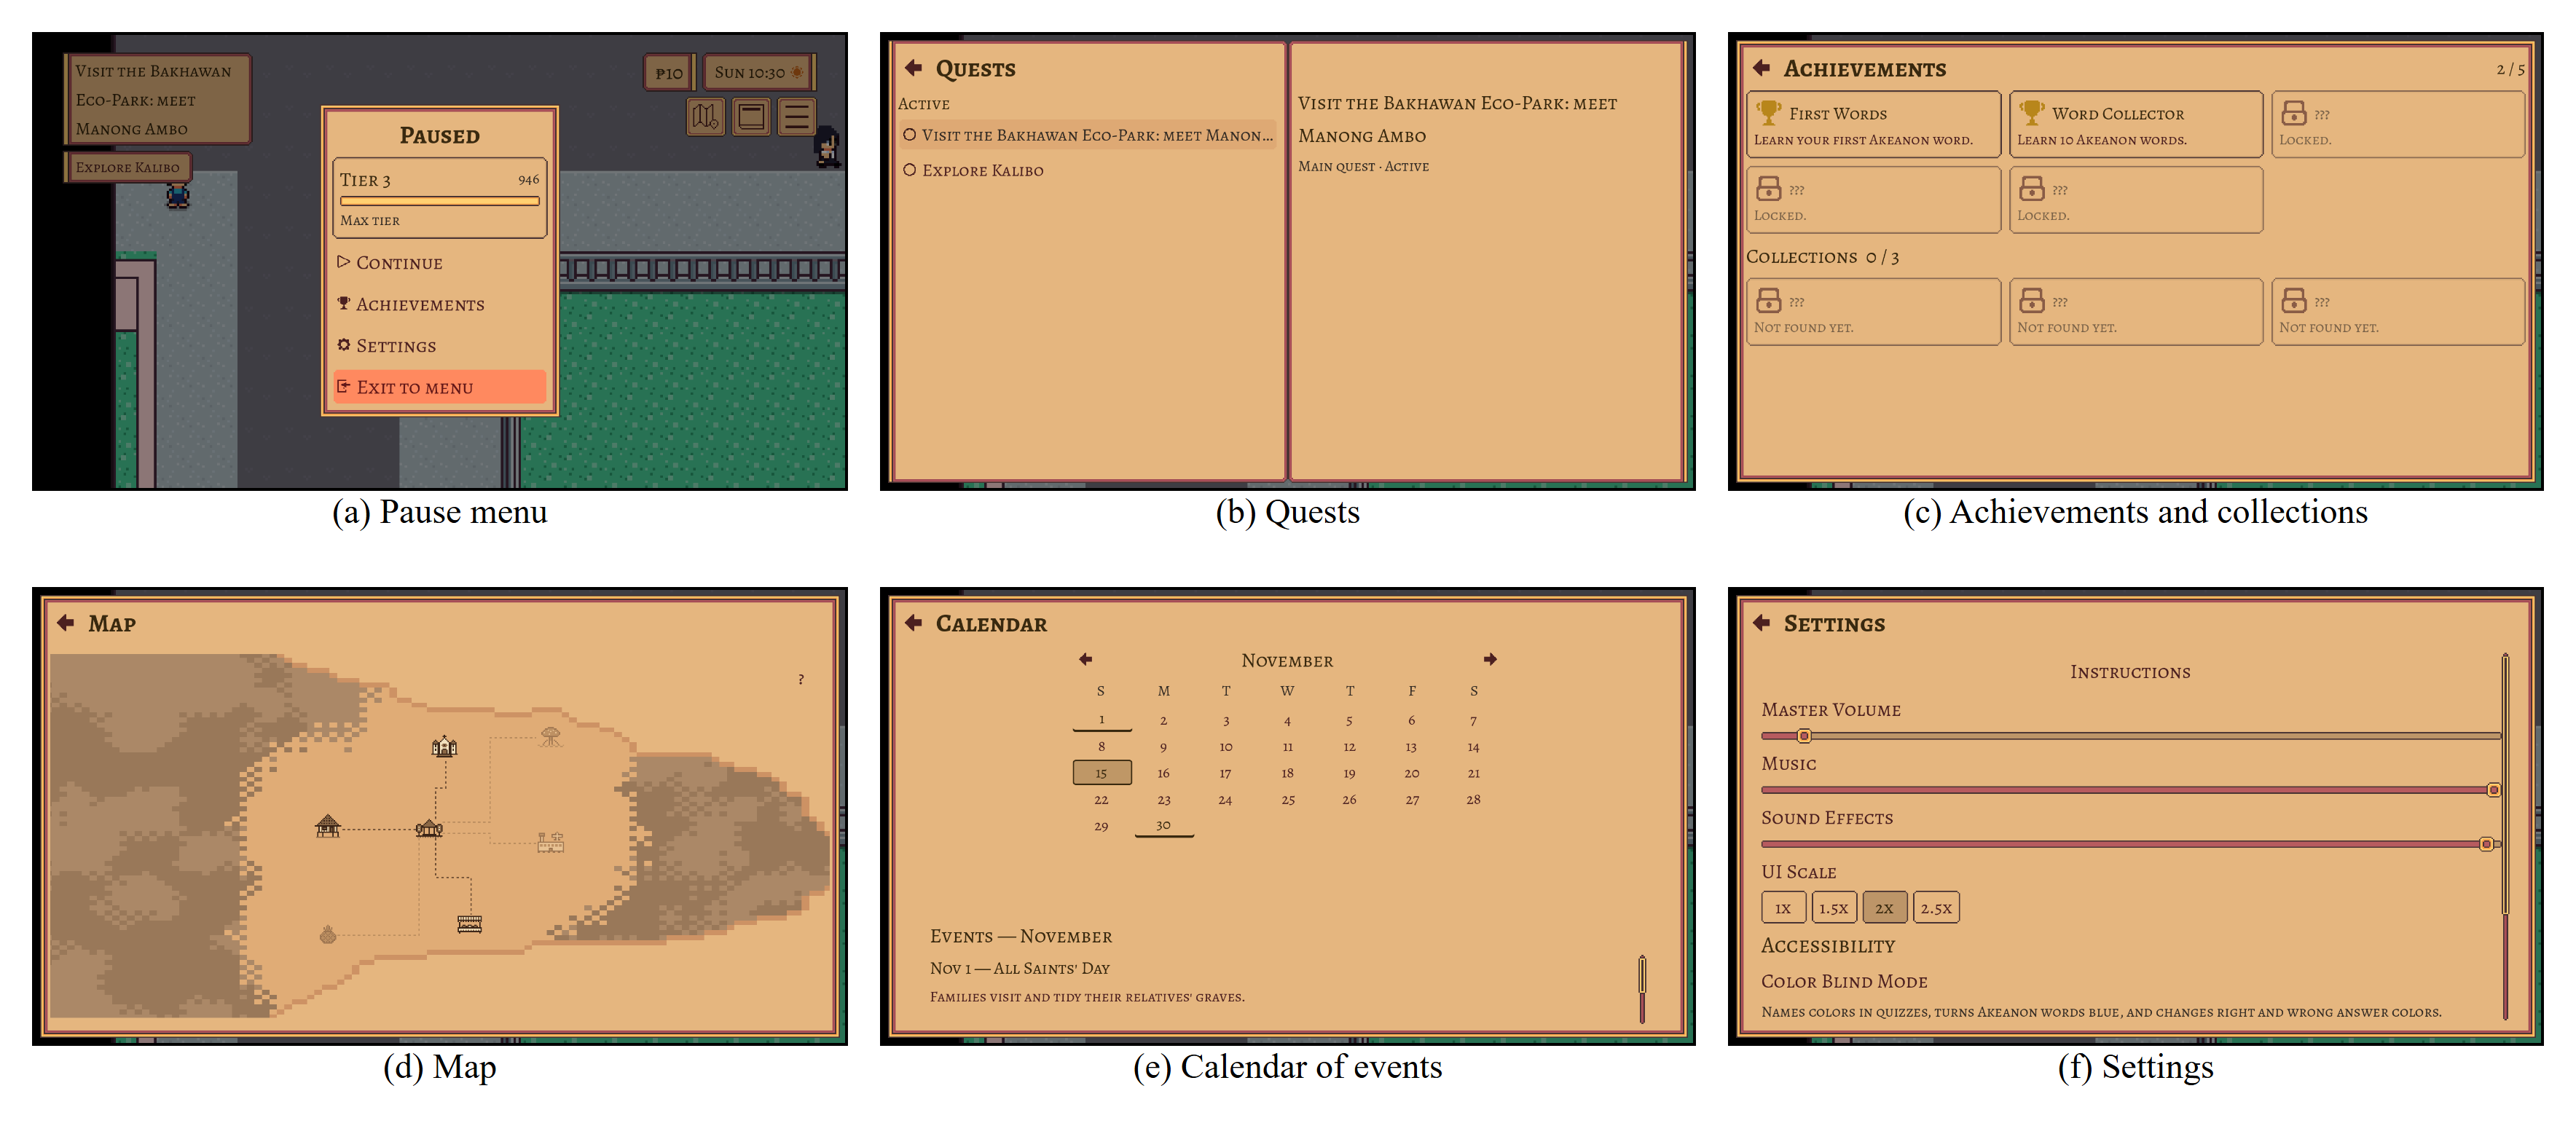 Visit the Bakhawan
Eco-Park: meet
Manong Ambo
Explore Kalibo
₱10
Sun 10:30
Paused
Tier 3 946
Max tier
Continue
Achievements
Settings
Exit to menu
(a) Pause menu
Quests
Active
Visit the Bakhawan Eco-Park: meet Manon...
Explore Kalibo
Visit the Bakhawan Eco-Park: meet
Manong Ambo
Main quest · Active
(b) Quests
Achievements 2 / 5
First Words
Learn your first Akeanon word.
Word Collector
Learn 10 Akeanon words.
???
Locked.
???
Locked.
???
Locked.
Collections 0 / 3
???
Not found yet.
???
Not found yet.
???
Not found yet.
(c) Achievements and collections
Map
?
(d) Map
Calendar
November
S M T W T F S
1 2 3 4 5 6 7
8 9 10 11 12 13 14
15 16 17 18 19 20 21
22 23 24 25 26 27 28
29 30
Events — November
Nov 1 — All Saints' Day
Families visit and tidy their relatives' graves.
(e) Calendar of events
Settings
Instructions
Master Volume
Music
Sound Effects
UI Scale
1x 1.5x 2x 2.5x
Accessibility
Color Blind Mode
Names colors in quizzes, turns Akeanon words blue, and changes right and wrong answer colors.
(f) Settings